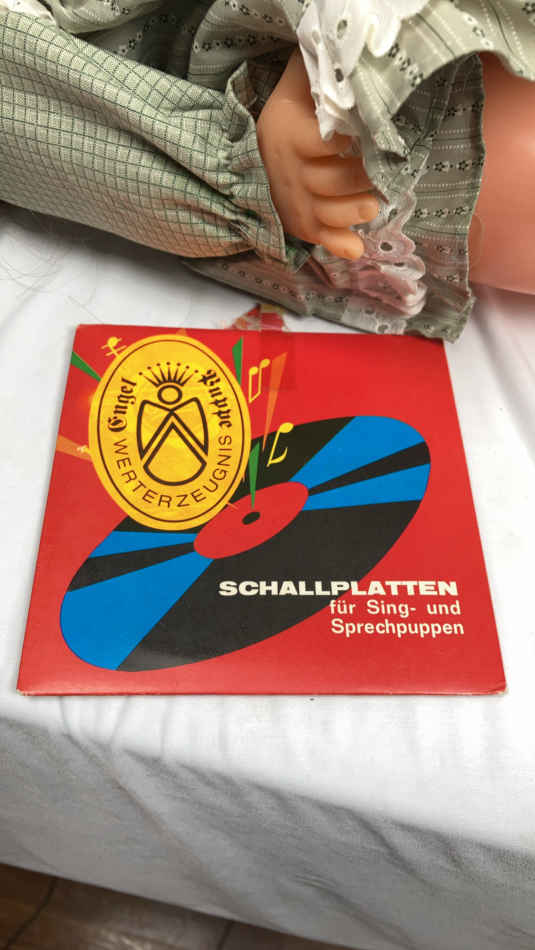 Engel Puppe
WERTERZEUGNIS
SCHALLPLATTEN
für Sing- und
Sprechpuppen